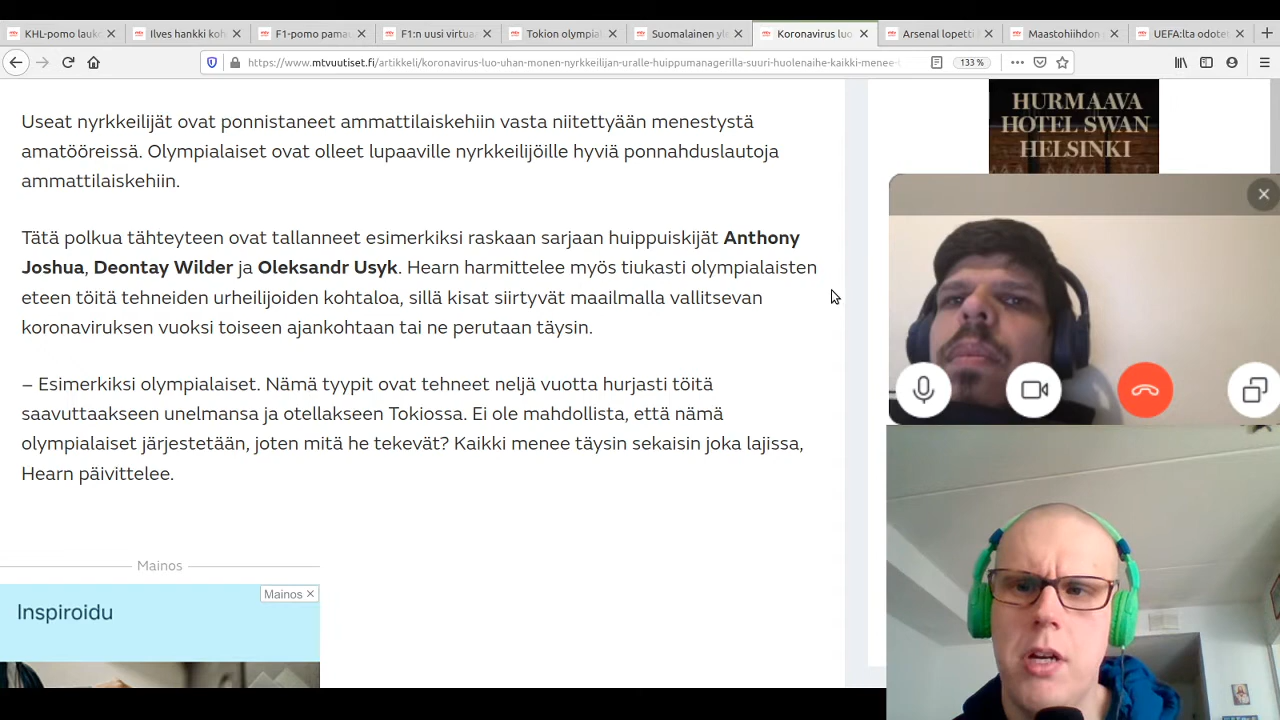 KHL-pomo lauko
Ilves hankki koh
F1-pomo pama
F1:n uusi virtua
Tokion olympial
Suomalainen yle
Koronavirus luo
Arsenal lopetti
Maastohiihdon
UEFA:lta odotet
https://www.mtvuutiset.fi/artikkeli/koronavirus-luo-uhan-monen-nyrkkeilijan-uralle-huippumanagerilla-suuri-huolenaihe-kaikki-menee-
133 %
Useat nyrkkeilijät ovat ponnistaneet ammattilaiskehiin vasta niitettyään menestystä
amatööreissä. Olympialaiset ovat olleet lupaaville nyrkkeilijöille hyviä ponnahduslautoja
ammattilaiskehiin.
Tätä polkua tähteyteen ovat tallanneet esimerkiksi raskaan sarjaan huippuiskijät Anthony
Joshua, Deontay Wilder ja Oleksandr Usyk. Hearn harmittelee myös tiukasti olympialaisten
eteen töitä tehneiden urheilijoiden kohtaloa, sillä kisat siirtyvät maailmalla vallitsevan
koronaviruksen vuoksi toiseen ajankohtaan tai ne perutaan täysin.
– Esimerkiksi olympialaiset. Nämä tyypit ovat tehneet neljä vuotta hurjasti töitä
saavuttaakseen unelmansa ja otellakseen Tokiossa. Ei ole mahdollista, että nämä
olympialaiset järjestetään, joten mitä he tekevät? Kaikki menee täysin sekaisin joka lajissa,
Hearn päivittelee.
Mainos
Mainos
Inspiroidu
HURMAAVA
HOTEL SWAN
HELSINKI